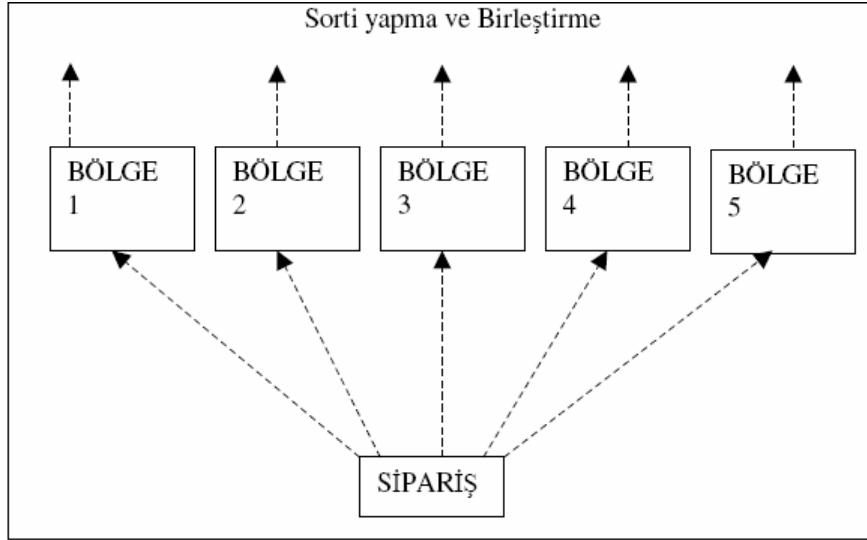 Sorti yapma ve Birleştirme
BÖLGE
1
BÖLGE
2
BÖLGE
3
BÖLGE
4
BÖLGE
5
SİPARİŞ